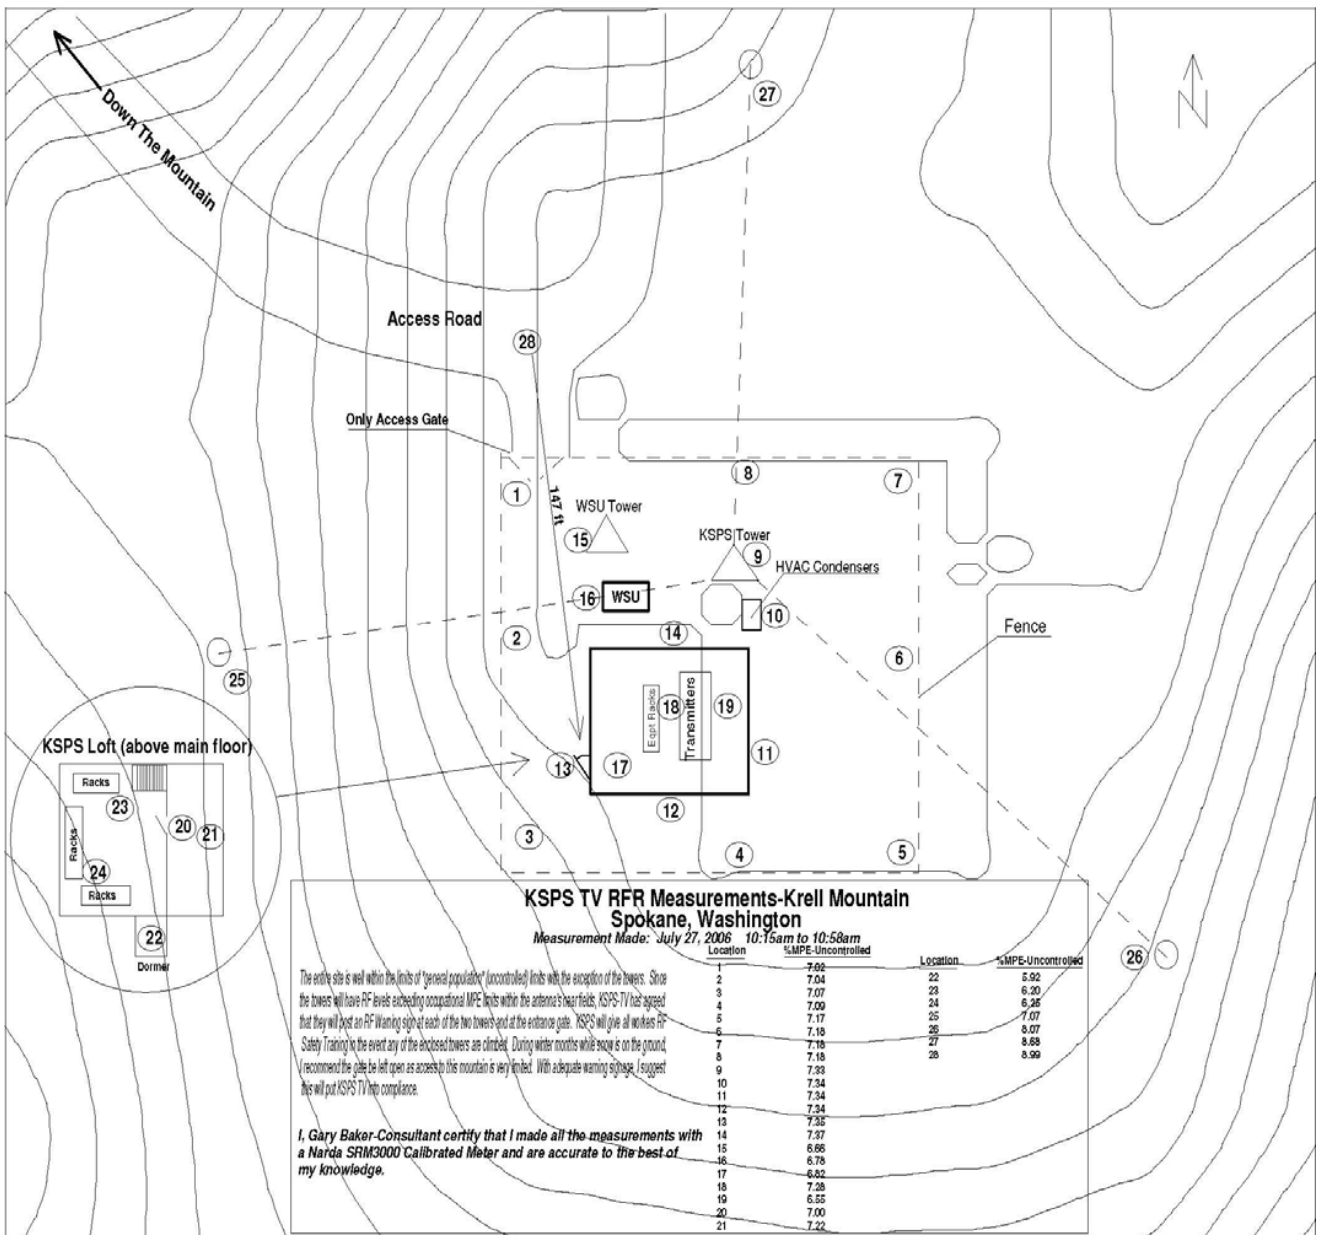 Down The Mountain
27
N
Access Road
28
Only Access Gate
147 ft
1
WSU Tower
15
8
7
KSPS Tower
9
HVAC Condensers
16
WSU
10
14
2
Fence
6
25
Eqpt Racks
18
Transmitters
19
13
17
11
12
3
4
5
26
KSPS Loft (above main floor)
Racks
23
20
21
Racks
24
Racks
22
Dormer
KSPS TV RFR Measurements-Krell Mountain
Spokane, Washington
Measurement Made: July 27, 2006 10:15am to 10:58am
The entire site is well within the limits of "general population" (uncontrolled) limits with the exception of the towers. Since
the towers will have RF levels exceeding occupational MPE limits within the antenna's near fields, KSPS-TV has agreed
that they will post an RF Warning sign at each of the two towers and at the entrance gate. KSPS will give all workers RF
Safety Training in the event any of the enclosed towers are climbed. During winter months while snow is on the ground,
I recommend the gate be left open as access to this mountain is very limited. With adequate warning signage, I suggest
this will put KSPS TV into compliance.
I, Gary Baker-Consultant certify that I made all the measurements with
a Narda SRM3000 Calibrated Meter and are accurate to the best of
my knowledge.
Location %MPE-Uncontrolled
1 7.02
2 7.04
3 7.07
4 7.09
5 7.17
6 7.18
7 7.18
8 7.18
9 7.33
10 7.34
11 7.34
12 7.34
13 7.35
14 7.37
15 6.66
16 6.78
17 6.82
18 7.28
19 6.55
20 7.00
21 7.22
Location %MPE-Uncontrolled
22 5.92
23 6.20
24 6.25
25 7.07
26 8.07
27 8.68
28 8.99